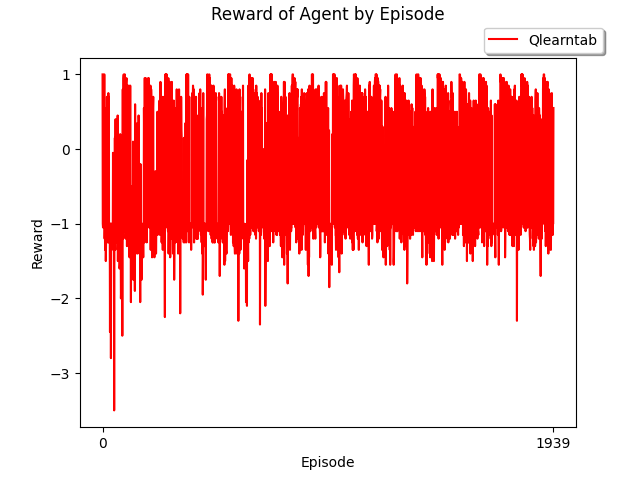 Reward of Agent by Episode
Qlearntab
1
0
−1
−2
−3
Reward
0
1939
Episode